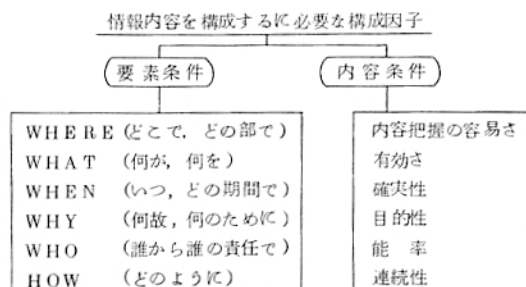 情報内容を構成するに必要な構成因子
要素条件
内容条件
WHERE (どこで, どの部で)
WHAT (何が, 何を)
WHEN (いつ, どの期間で)
WHY (何故, 何のために)
WHO (誰から誰の責任で)
HOW (どのように)
内容把握の容易さ
有効さ
確実性
目的性
能 率
連続性